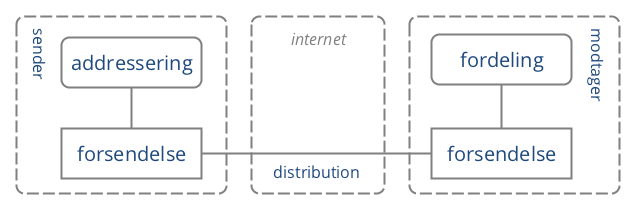 sender
addressering
forsendelse
internet
distribution
fordeling
forsendelse
modtager